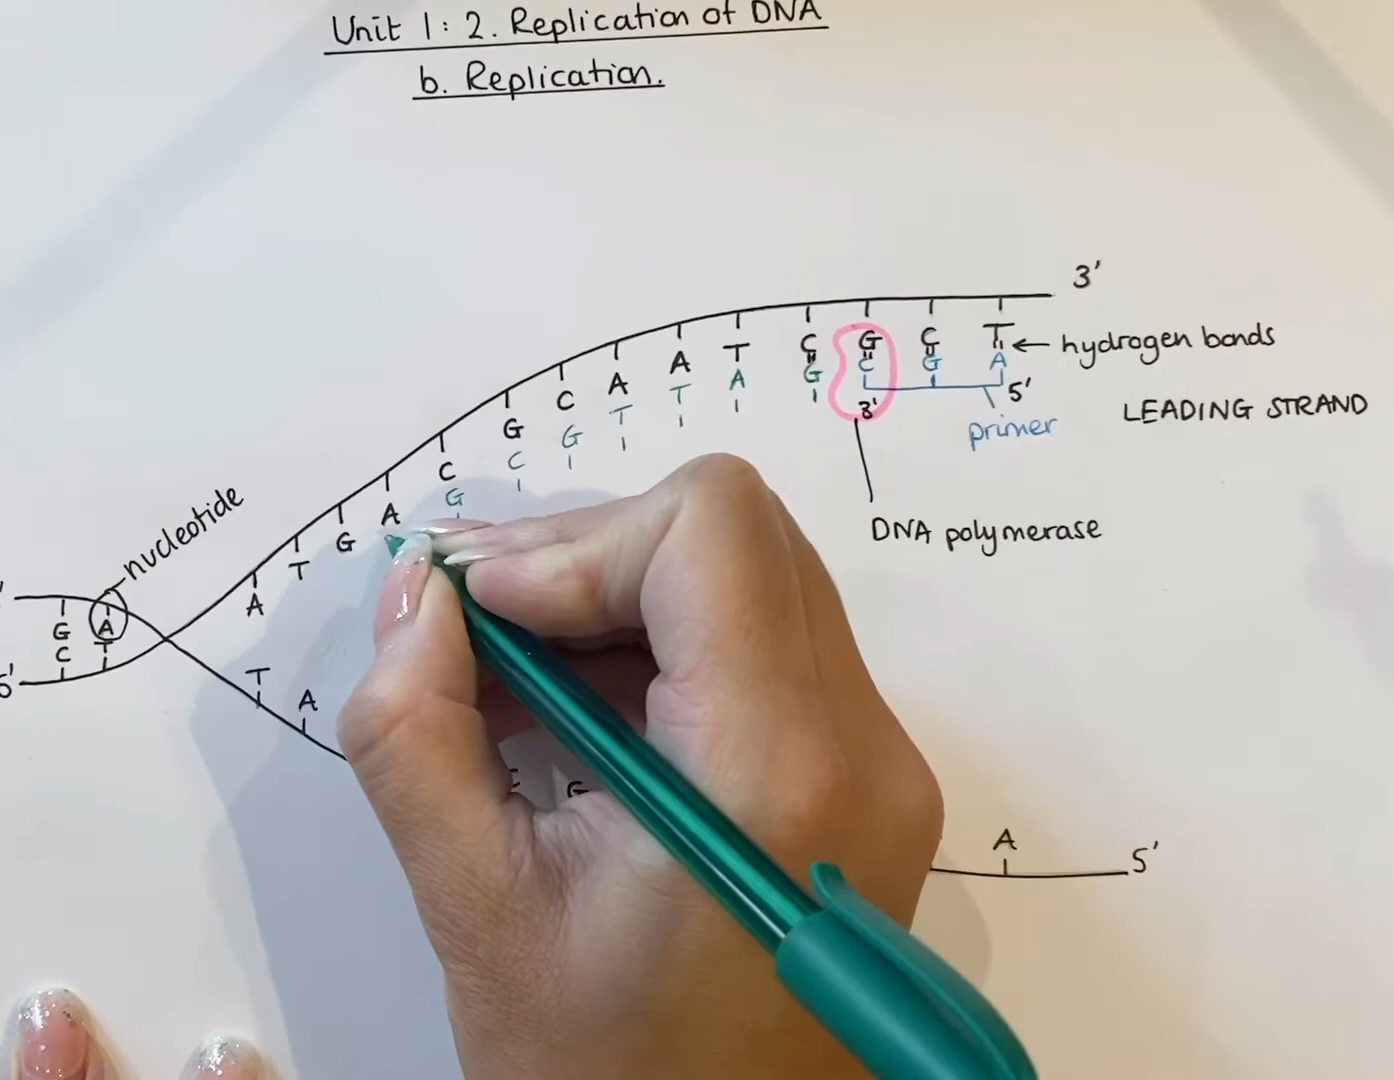 Unit 1: 2. Replication of DNA
b. Replication.
3'
T ← hydrogen bonds
C G C T A A C G C A G T A
G C G A T T G C G
A G C G A
5'
primer
LEADING STRAND
3'
DNA polymerase
nucleotide
G A
C T
5'
T A
G
A
5'